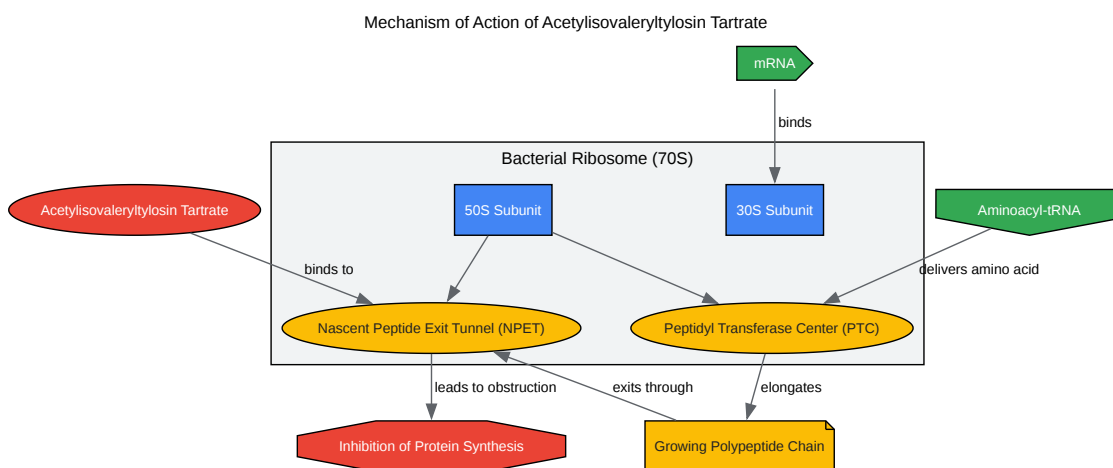 Mechanism of Action of Acetylisovaleryltylosin Tartrate
mRNA
binds
Bacterial Ribosome (70S)
Acetylisovaleryltylosin Tartrate
50S Subunit
30S Subunit
Aminoacyl-tRNA
binds to
delivers amino acid
Nascent Peptide Exit Tunnel (NPET)
Peptidyl Transferase Center (PTC)
leads to obstruction
exits through
elongates
Inhibition of Protein Synthesis
Growing Polypeptide Chain